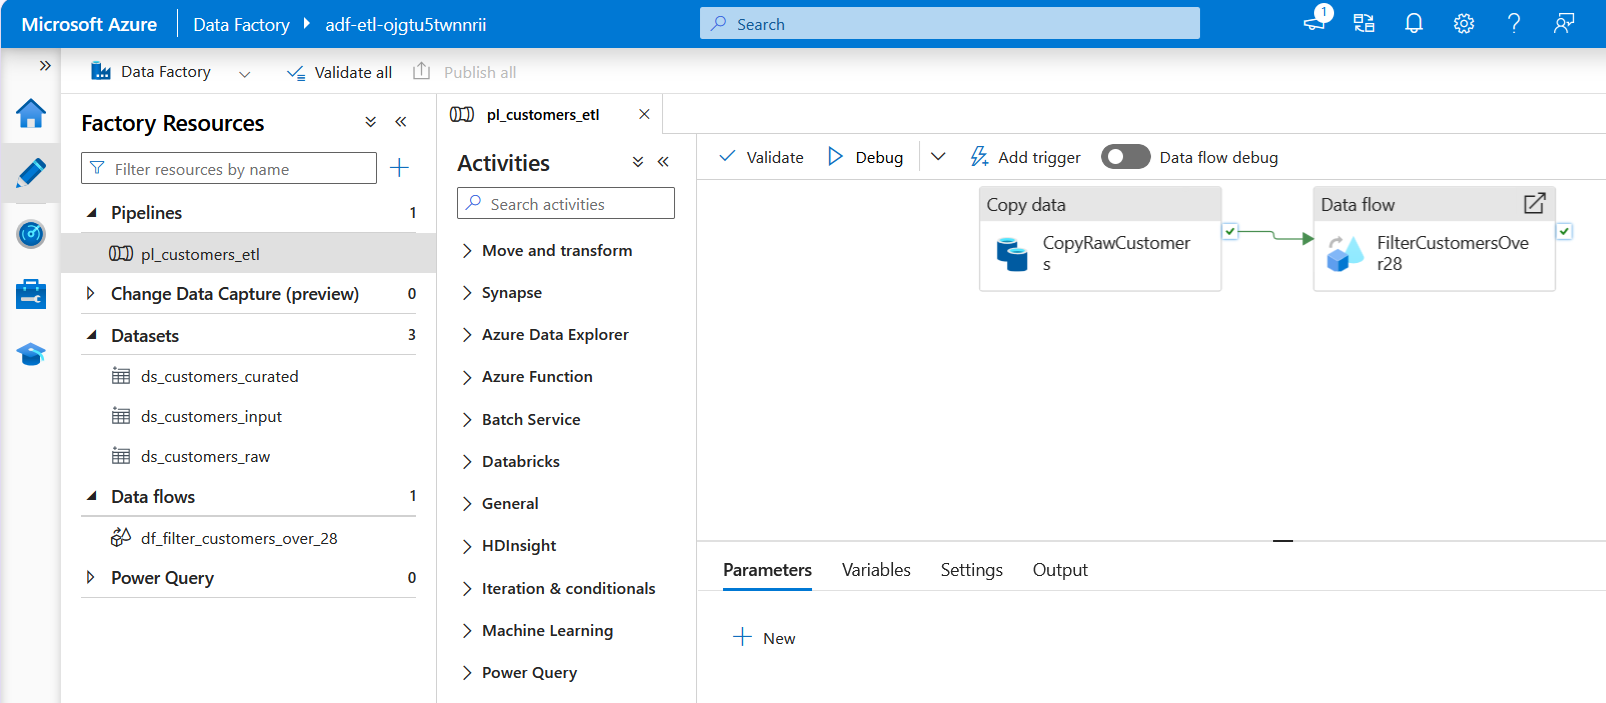 Microsoft Azure
Data Factory
adf-etl-ojgtu5twnnrii
Search
1
Data Factory
Validate all
Publish all
Factory Resources
Filter resources by name
Pipelines 1
pl_customers_etl
Change Data Capture (preview) 0
Datasets 3
ds_customers_curated
ds_customers_input
ds_customers_raw
Data flows 1
df_filter_customers_over_28
Power Query 0
pl_customers_etl
Activities
Search activities
Move and transform
Synapse
Azure Data Explorer
Azure Function
Batch Service
Databricks
General
HDInsight
Iteration & conditionals
Machine Learning
Power Query
Validate
Debug
Add trigger
Data flow debug
Copy data
CopyRawCustomer
s
Data flow
FilterCustomersOve
r28
Parameters
Variables
Settings
Output
New